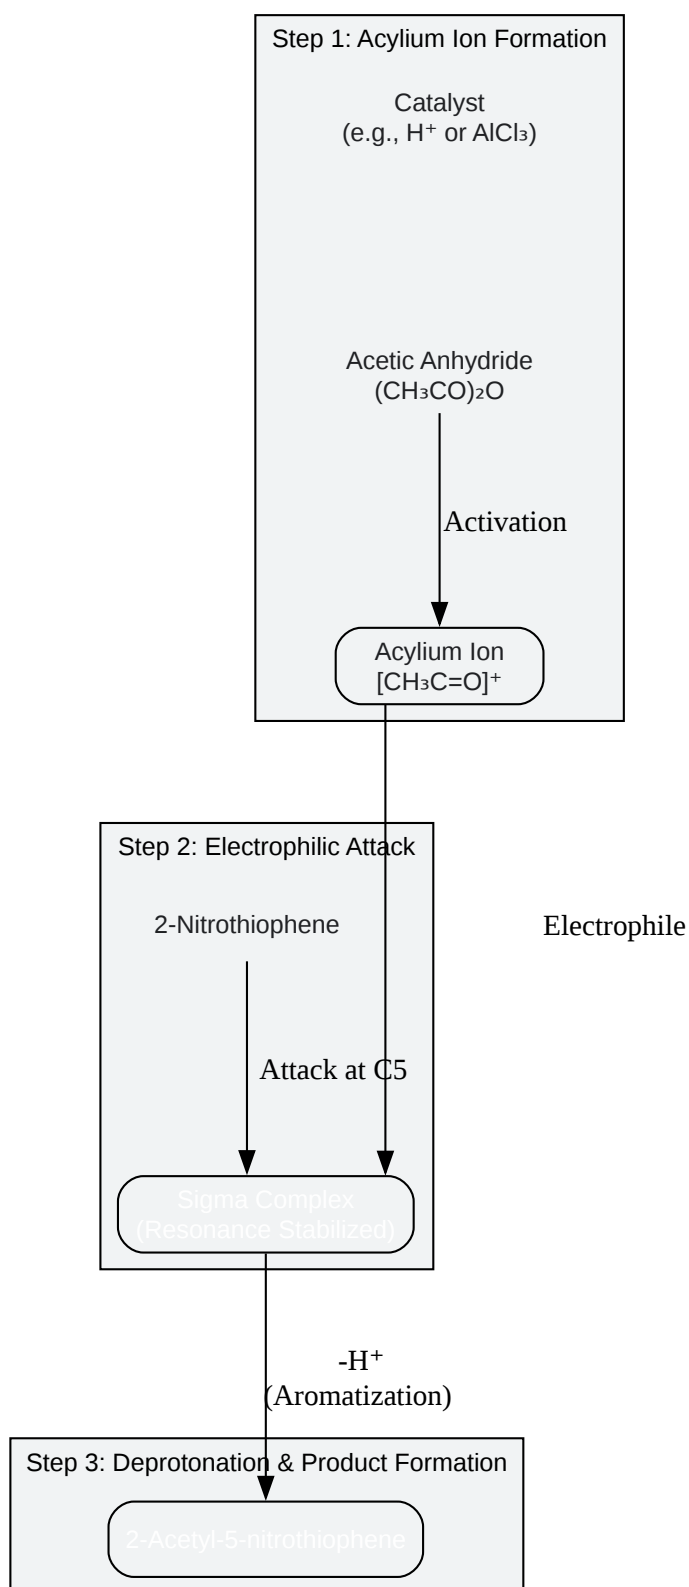 Step 1: Acylium Ion Formation
Catalyst
(e.g., H⁺ or AlCl₃)
Acetic Anhydride
(CH₃CO)₂O
Activation
Acylium Ion
[CH₃C=O]⁺
Step 2: Electrophilic Attack
2-Nitrothiophene
Electrophile
Attack at C5
Sigma Complex
(Resonance Stabilized)
-H⁺
(Aromatization)
Step 3: Deprotonation & Product Formation
2-Acetyl-5-nitrothiophene